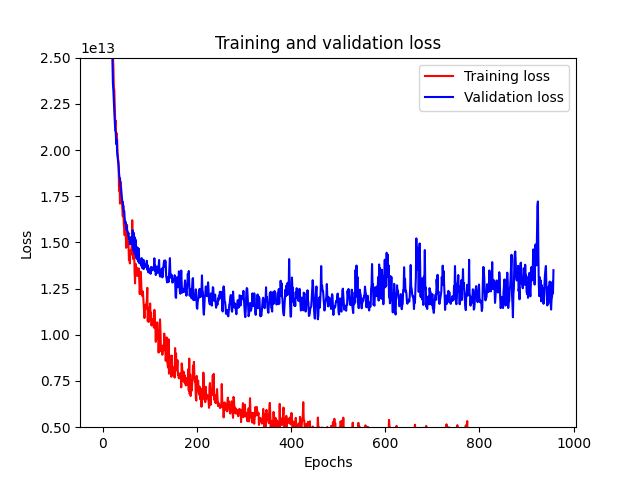 Training and validation loss
1e13
2.50
2.25
2.00
1.75
1.50
1.25
1.00
0.75
0.50
Loss
Training loss
Validation loss
0
200
400
600
800
1000
Epochs